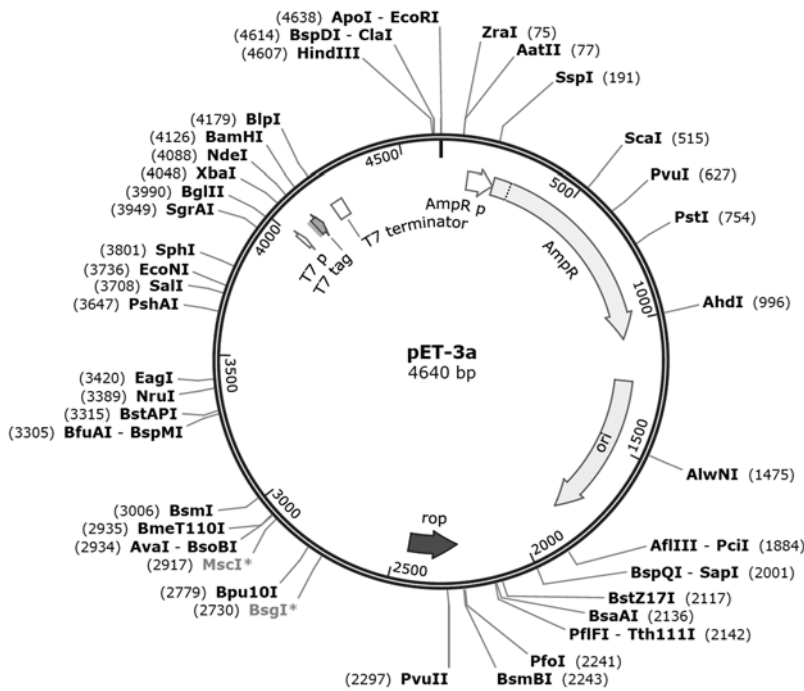 (4638) ApoI - EcoRI
(4614) BspDI - ClaI
(4607) HindIII
ZraI (75)
AatII (77)
SspI (191)
(4179) BlpI
(4126) BamHI
(4088) NdeI
(4048) XbaI
(3990) BglII
(3949) SgrAI
(3801) SphI
(3736) EcoNI
(3708) SalI
(3647) PshAI
(3420) EagI
(3389) NruI
(3315) BstAPI
(3305) BfuAI - BspMI
(3006) BsmI
(2935) BmeT110I
(2934) AvaI - BsoBI
(2917) MscI*
(2779) Bpu10I
(2730) BsgI*
(2297) PvuII
ScaI (515)
PvuI (627)
PstI (754)
AhdI (996)
AlwNI (1475)
AflIII - PciI (1884)
BspQI - SapI (2001)
BstZ17I (2117)
BsaAI (2136)
PflFI - Tth111I (2142)
PfoI (2241)
BsmBI (2243)
4500
500
1000
1500
2000
2500
3000
3500
4000
AmpR p
AmpR
T7 terminator
T7 p
T7 tag
pET-3a
4640 bp
ori
rop